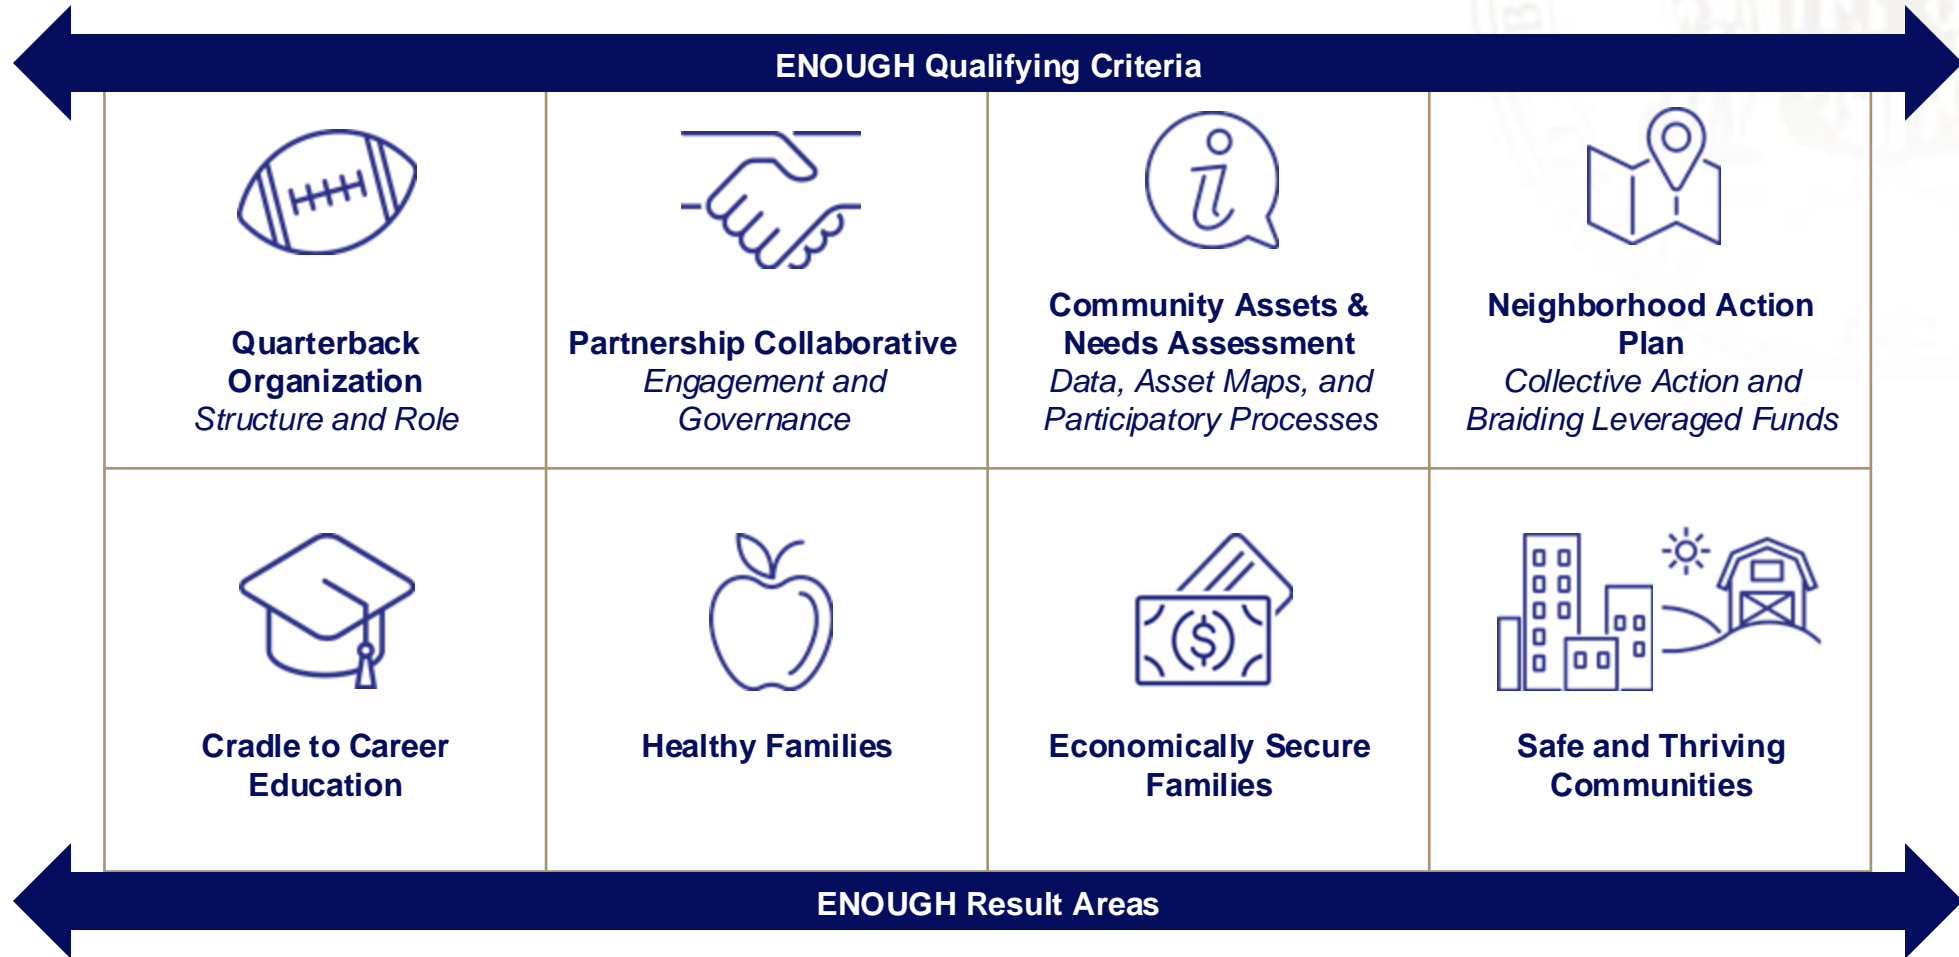 ENOUGH Qualifying Criteria
Quarterback
Organization
Structure and Role
Partnership Collaborative
Engagement and
Governance
Community Assets &
Needs Assessment
Data, Asset Maps, and
Participatory Processes
Neighborhood Action
Plan
Collective Action and
Braiding Leveraged Funds
Cradle to Career
Education
Healthy Families
Economically Secure
Families
Safe and Thriving
Communities
ENOUGH Result Areas